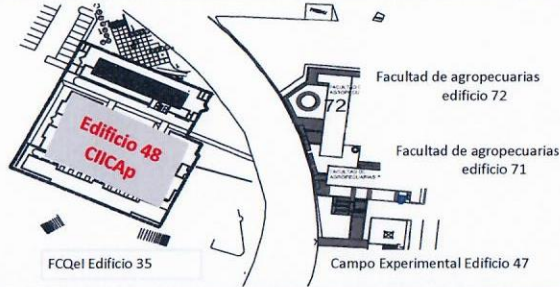 Edificio 48
CIICAp
FCQeI Edificio 35
72
Facultad de agropecuarias
edificio 72
Facultad de agropecuarias
edificio 71
Campo Experimental Edificio 47